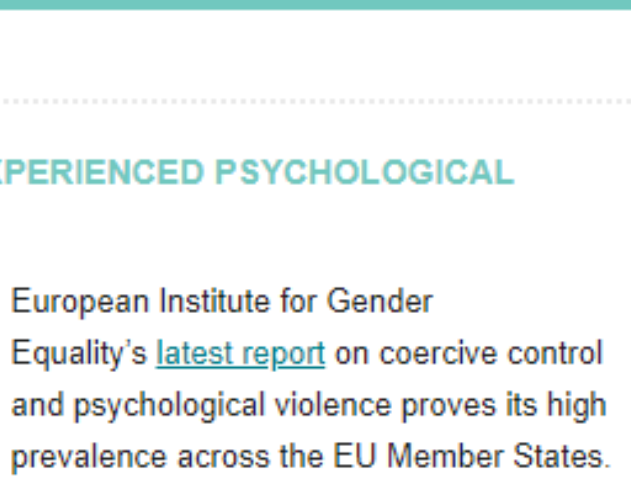 EXPERIENCED PSYCHOLOGICAL
European Institute for Gender
Equality’s latest report on coercive control
and psychological violence proves its high
prevalence across the EU Member States.